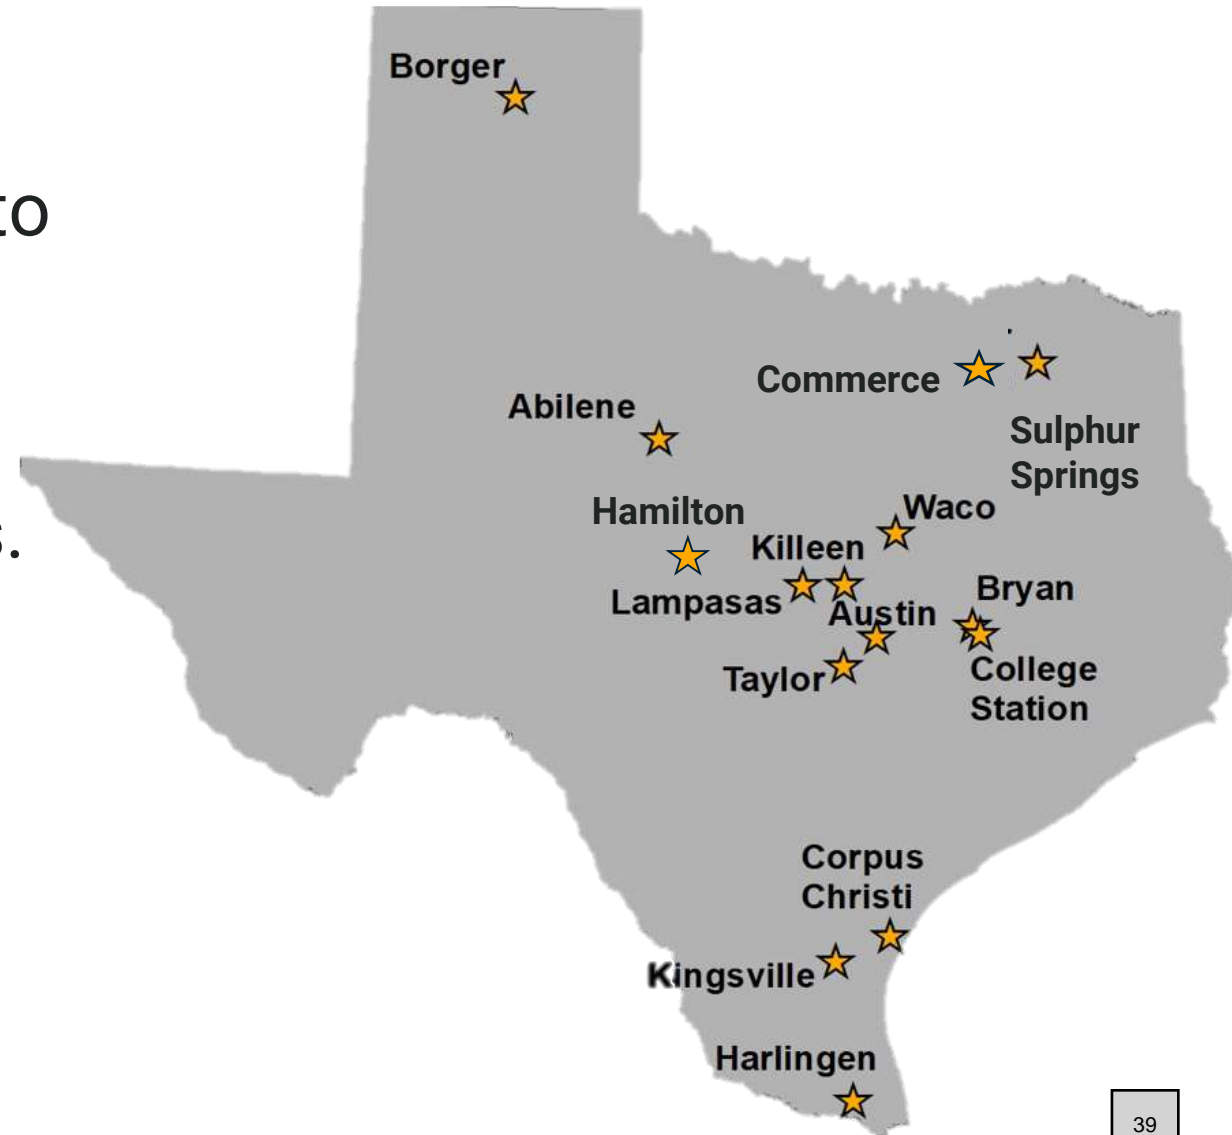 Borger
to
Commerce
Abilene
Sulphur
Springs
Hamilton
Waco
s.
Killeen
Bryan
Lampasas
Austin
College
Station
Taylor
Corpus
Christi
Kingsville
Harlingen
39